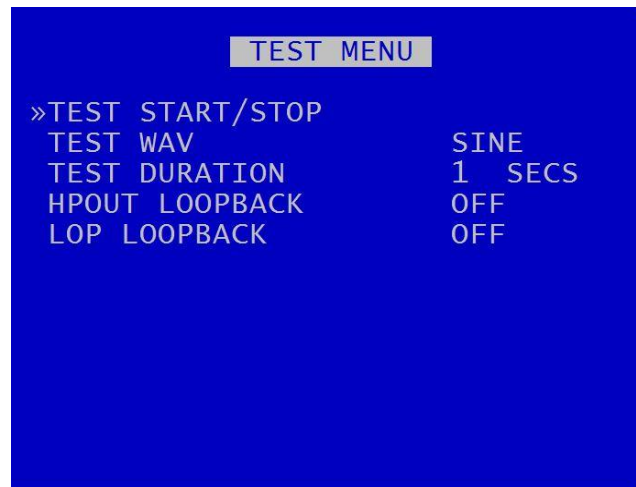 TEST MENU
»TEST START/STOP
TEST WAV SINE
TEST DURATION 1 SECS
HPOUT LOOPBACK OFF
LOP LOOPBACK OFF